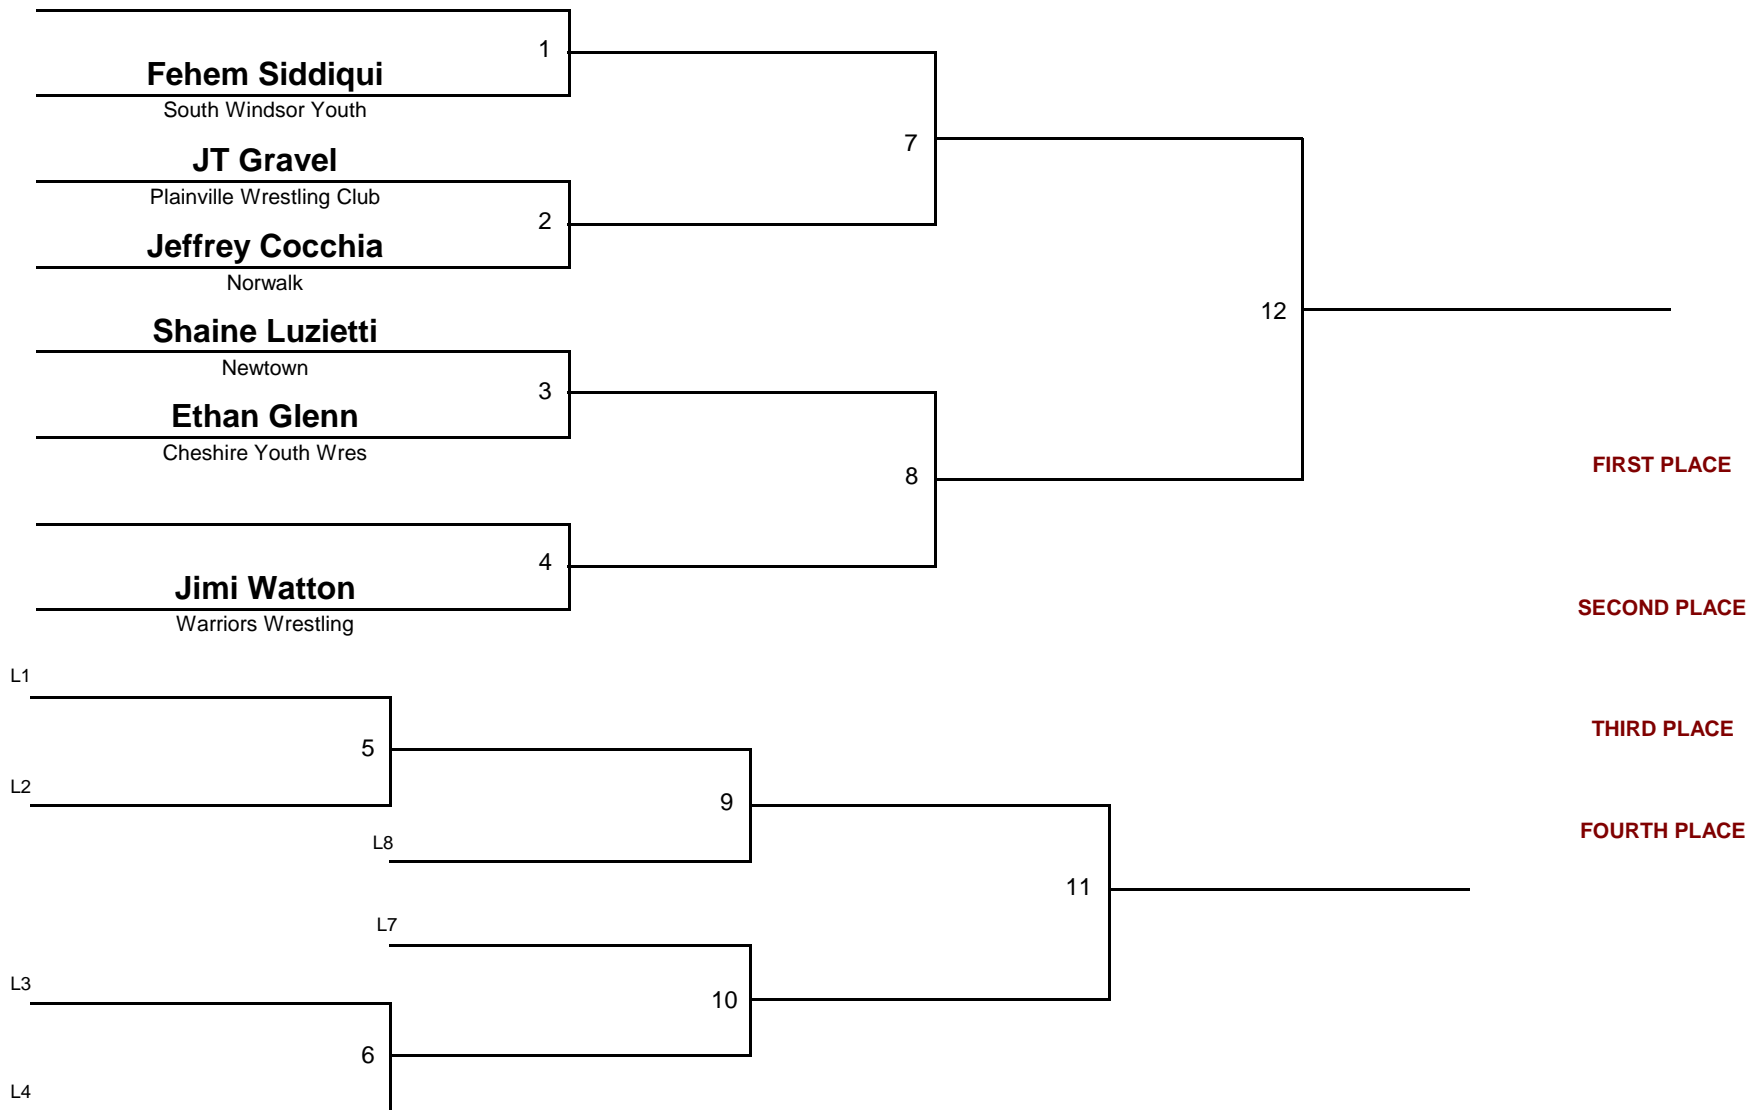 1
Fehem Siddiqui
South Windsor Youth
7
JT Gravel
Plainville Wrestling Club
2
Jeffrey Cocchia
Norwalk
12
Shaine Luzietti
Newtown
3
Ethan Glenn
Cheshire Youth Wres
8
FIRST PLACE
4
Jimi Watton
Warriors Wrestling
SECOND PLACE
L1
5
THIRD PLACE
L2
9
L8
FOURTH PLACE
11
L7
L3
10
6
L4